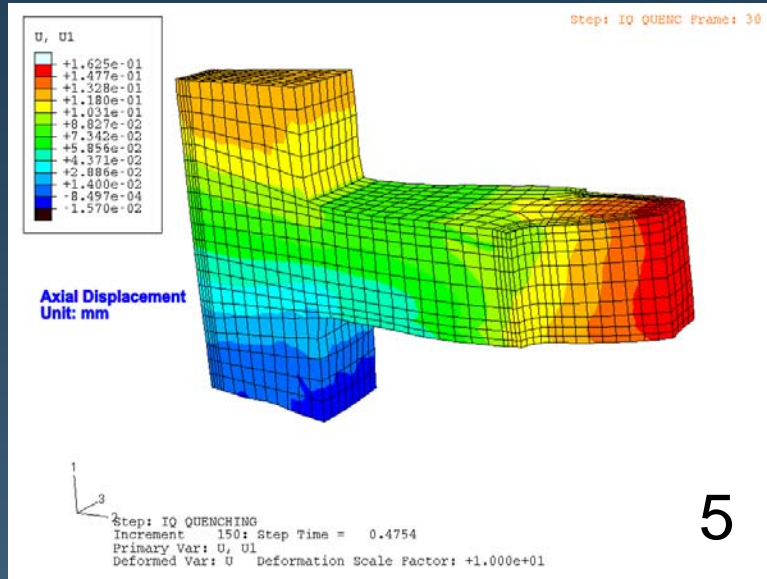 Step: IQ QUENC Frame: 30
U, U1
+1.625e-01
+1.477e-01
+1.328e-01
+1.180e-01
+1.031e-01
+8.827e-02
+7.342e-02
+5.856e-02
+4.371e-02
+2.886e-02
+1.400e-02
-8.497e-04
-1.570e-02
Axial Displacement
Unit: mm
1
3
2
Step: IQ QUENCHING
Increment 150: Step Time = 0.4754
Primary Var: U, U1
Deformed Var: U Deformation Scale Factor: +1.000e+01
5